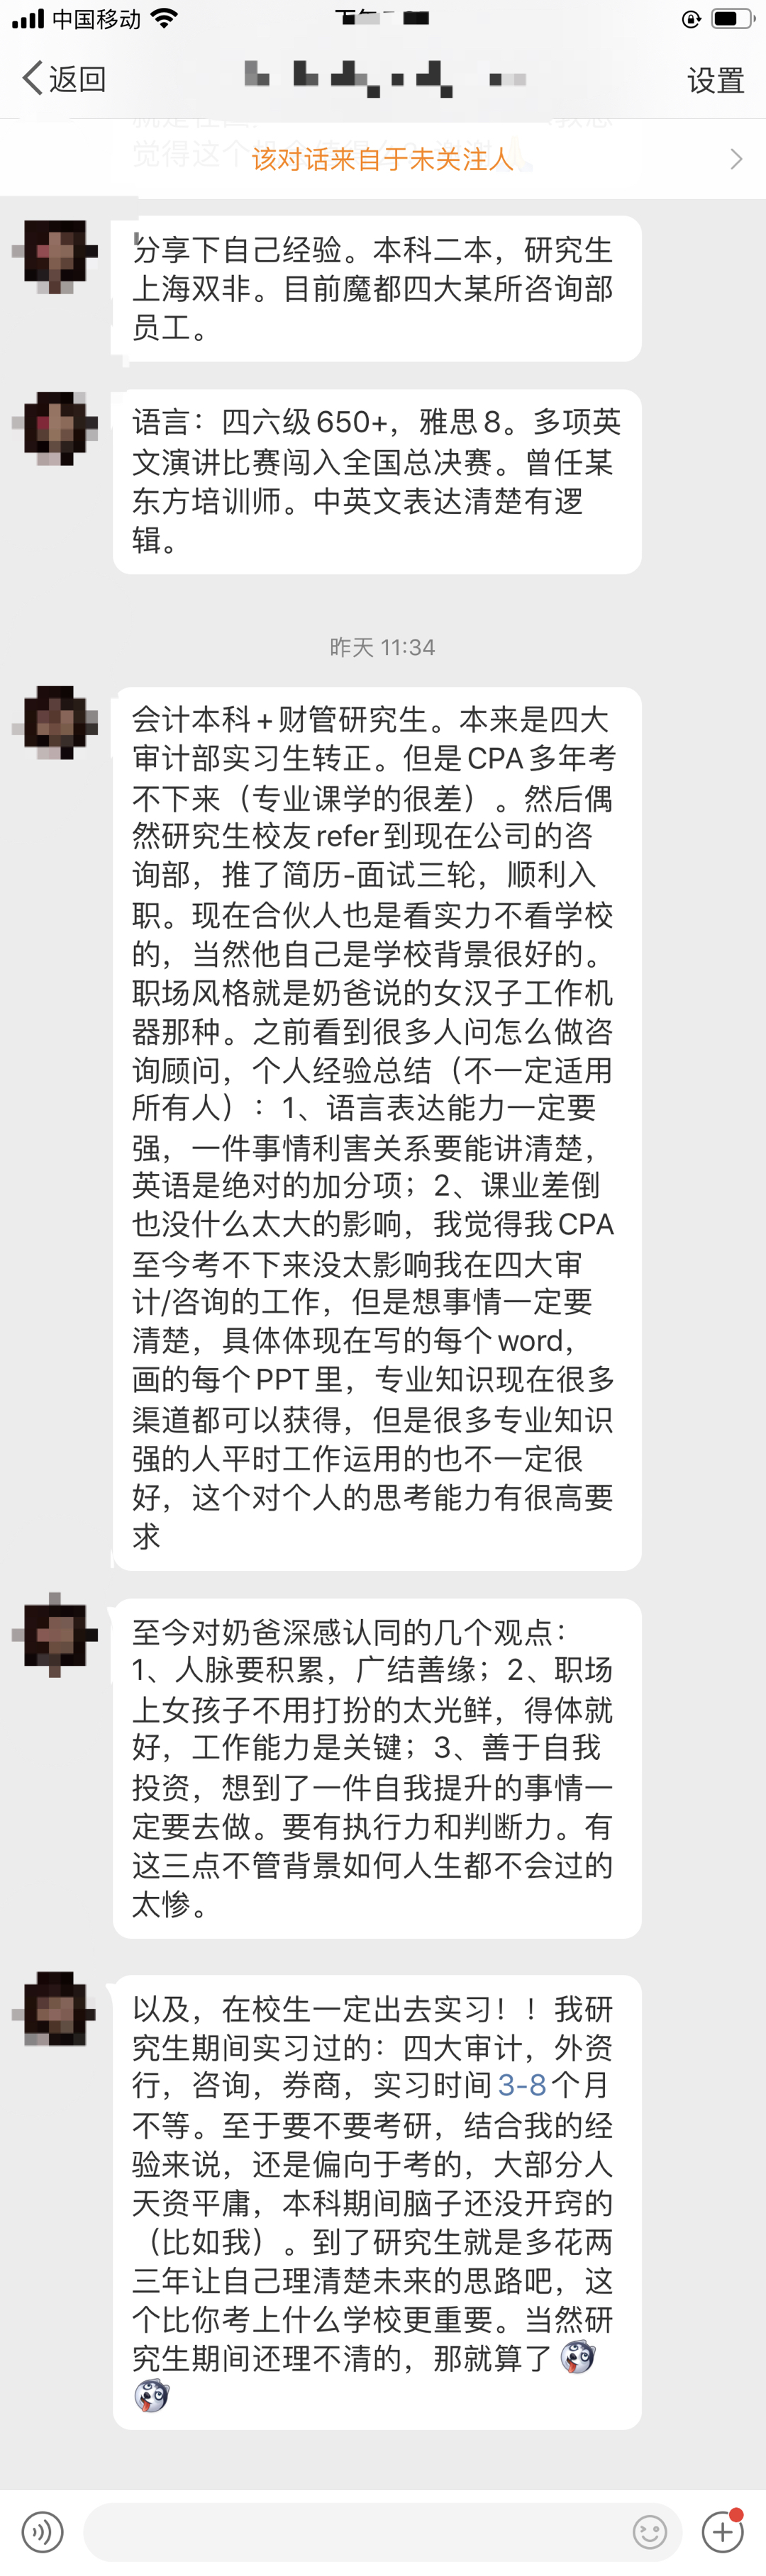 中国移动
返回
设置
该对话来自于未关注人
分享下自己经验。本科二本，研究生
上海双非。目前魔都四大某所咨询部
员工。
语言：四六级650+，雅思8。多项英
文演讲比赛闯入全国总决赛。曾任某
东方培训师。中英文表达清楚有逻
辑。
昨天 11:34
会计本科+财管研究生。本来是四大
审计部实习生转正。但是CPA多年考
不下来（专业课学的很差）。然后偶
然研究生校友refer到现在公司的咨
询部，推了简历-面试三轮，顺利入
职。现在合伙人也是看实力不看学校
的，当然他自己是学校背景很好的。
职场风格就是奶爸说的女汉子工作机
器那种。之前看到很多人问怎么做咨
询顾问，个人经验总结（不一定适用
所有人）：1、语言表达能力一定要
强，一件事情利害关系要能讲清楚，
英语是绝对的加分项；2、课业差倒
也没什么太大的影响，我觉得我CPA
至今考不下来没太影响我在四大审
计/咨询的工作，但是想事情一定要
清楚，具体体现在写的每个word，
画的每个PPT里，专业知识现在很多
渠道都可以获得，但是很多专业知识
强的人平时工作运用的也不一定很
好，这个对个人的思考能力有很高要
求
至今对奶爸深感认同的几个观点：
1、人脉要积累，广结善缘；2、职场
上女孩子不用打扮的太光鲜，得体就
好，工作能力是关键；3、善于自我
投资，想到了一件自我提升的事情一
定要去做。要有执行力和判断力。有
这三点不管背景如何人生都不会过的
太惨。
以及，在校生一定出去实习！！我研
究生期间实习过的：四大审计，外资
行，咨询，券商，实习时间3-8个月
不等。至于要不要考研，结合我的经
验来说，还是偏向于考的，大部分人
天资平庸，本科期间脑子还没开窍的
（比如我）。到了研究生就是多花两
三年让自己理清楚未来的思路吧，这
个比你考上什么学校更重要。当然研
究生期间还理不清的，那就算了